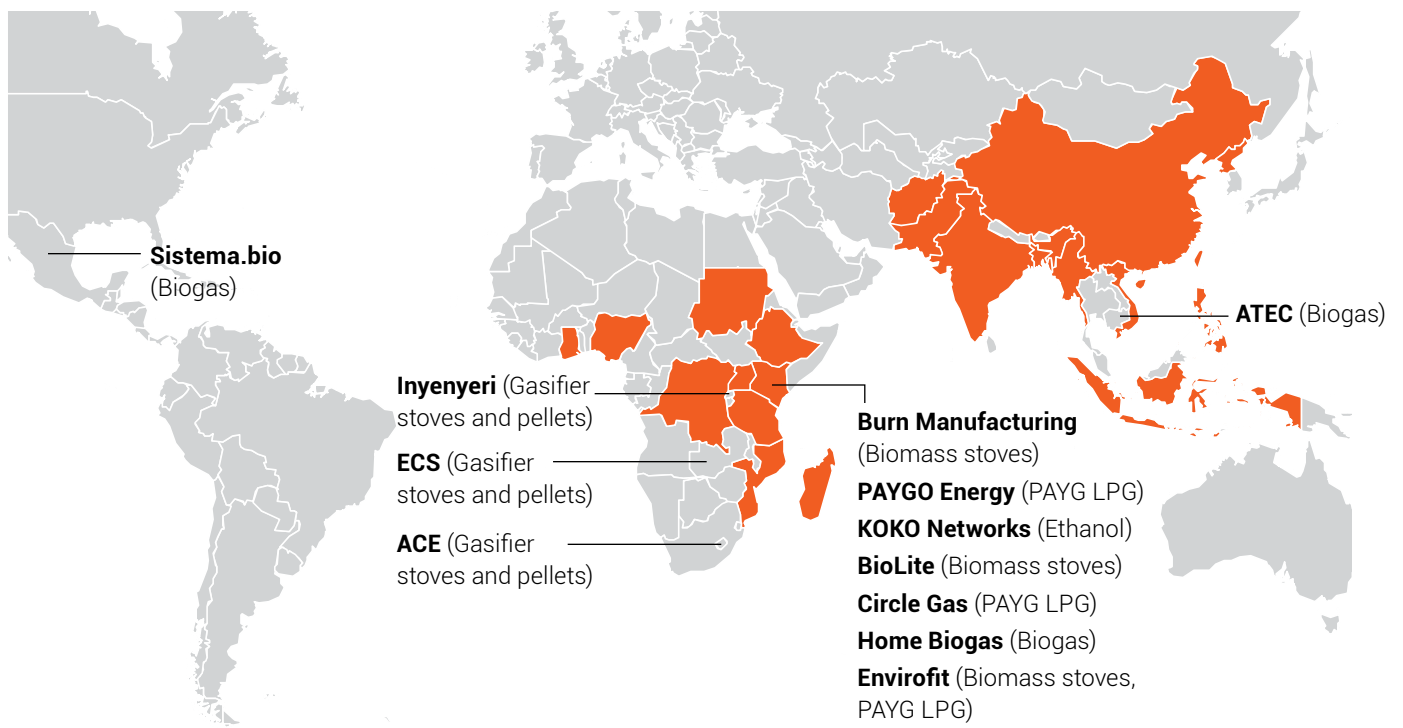 Sistema.bio
(Biogas)
ATEC (Biogas)
Inyenyeri (Gasifier
stoves and pellets)
ECS (Gasifier
stoves and pellets)
ACE (Gasifier
stoves and pellets)
Burn Manufacturing
(Biomass stoves)
PAYGO Energy (PAYG LPG)
KOKO Networks (Ethanol)
BioLite (Biomass stoves)
Circle Gas (PAYG LPG)
Home Biogas (Biogas)
Envirofit (Biomass stoves,
PAYG LPG)